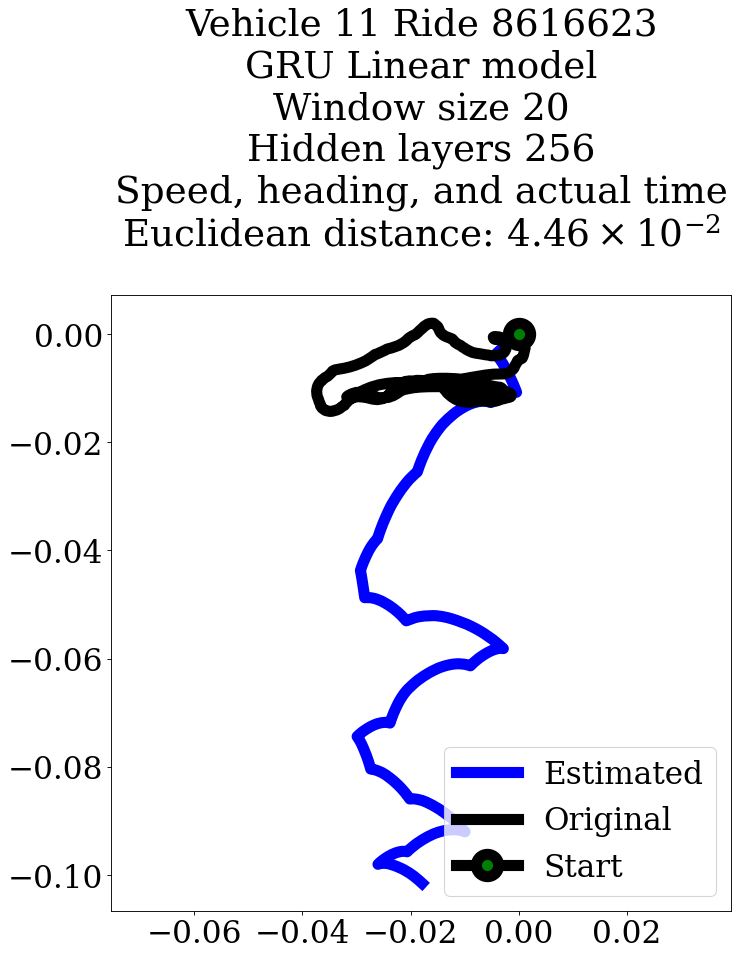 Vehicle 11 Ride 8616623
GRU Linear model
Window size 20
Hidden layers 256
Speed, heading, and actual time
Euclidean distance: 4.46 × 10⁻²
0.00
−0.02
−0.04
−0.06
−0.08
−0.10
Estimated
Original
Start
−0.06 −0.04 −0.02 0.00 0.02